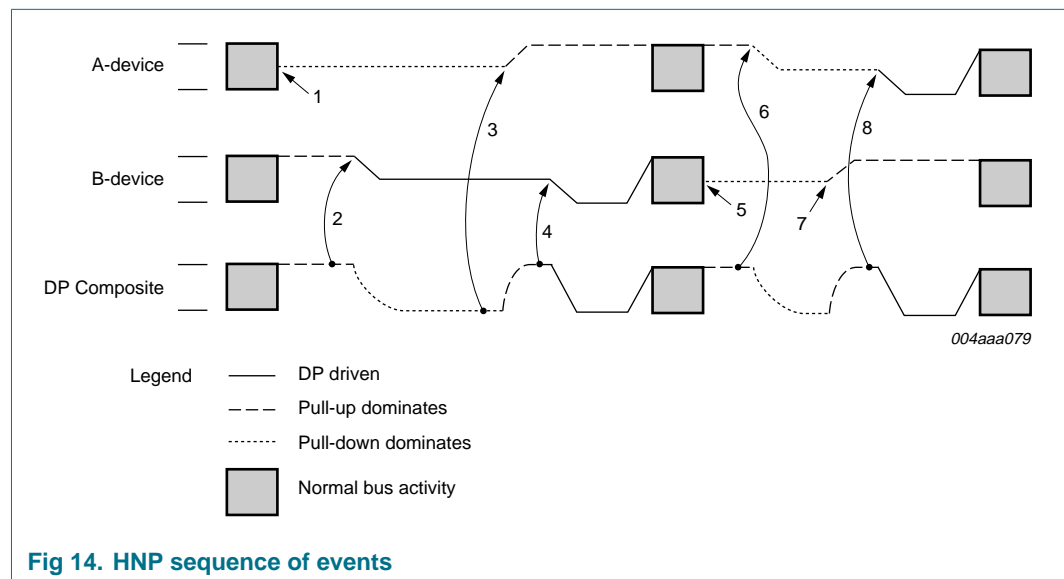 A-device
1
3
6
8
B-device
2
4
5
7
DP Composite
004aaa079
Legend
DP driven
Pull-up dominates
Pull-down dominates
Normal bus activity
Fig 14. HNP sequence of events